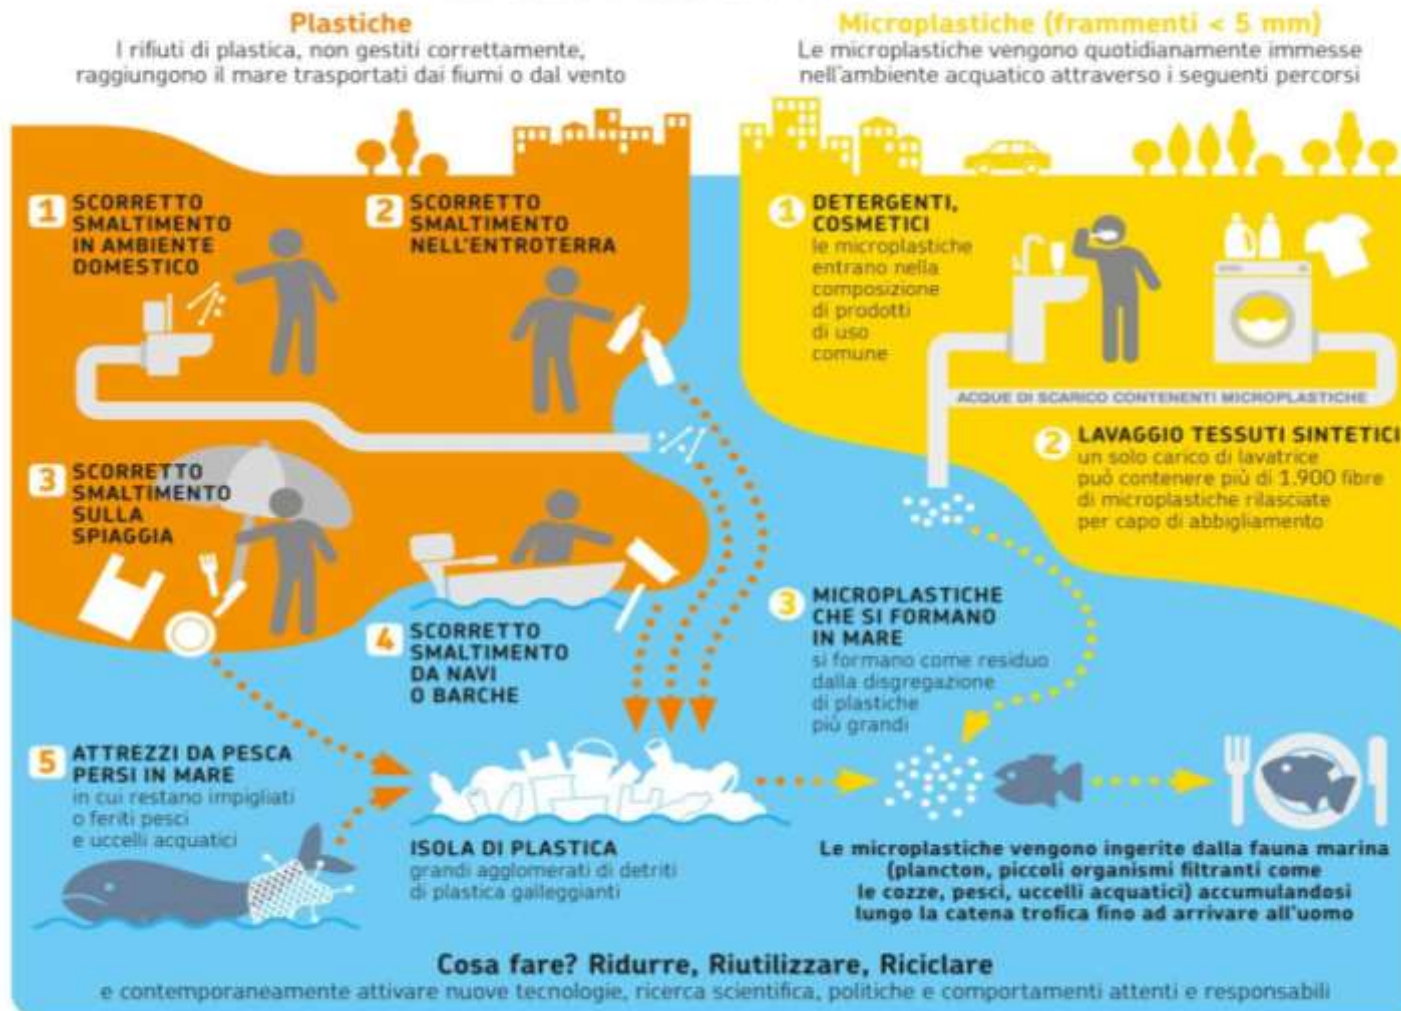 Plastiche
I rifiuti di plastica, non gestiti correttamente,
raggiungono il mare trasportati dai fiumi o dal vento
Microplastiche (frammenti < 5 mm)
Le microplastiche vengono quotidianamente immesse
nell'ambiente acquatico attraverso i seguenti percorsi
1 SCORRETTO
SMALTIMENTO
IN AMBIENTE
DOMESTICO
2 SCORRETTO
SMALTIMENTO
NELL'ENTROTERRA
3 SCORRETTO
SMALTIMENTO
SULLA
SPIAGGIA
4 SCORRETTO
SMALTIMENTO
DA NAVI
O BARCHE
5 ATTREZZI DA PESCA
PERSI IN MARE
in cui restano impigliati
o feriti pesci
e uccelli acquatici
ISOLA DI PLASTICA
grandi agglomerati di detriti
di plastica galleggianti
1 DETERGENTI,
COSMETICI
le microplastiche
entrano nella
composizione
di prodotti
di uso
comune
ACQUE DI SCARICO CONTENENTI MICROPLASTICHE
2 LAVAGGIO TESSUTI SINTETICI
un solo carico di lavatrice
può contenere più di 1.900 fibre
di microplastiche rilasciate
per capo di abbigliamento
3 MICROPLASTICHE
CHE SI FORMANO
IN MARE
si formano come residuo
dalla disgregazione
di plastiche
più grandi
Le microplastiche vengono ingerite dalla fauna marina
(plancton, piccoli organismi filtranti come
le cozze, pesci, uccelli acquatici) accumulandosi
lungo la catena trofica fino ad arrivare all'uomo
Cosa fare? Ridurre, Riutilizzare, Riciclare
e contemporaneamente attivare nuove tecnologie, ricerca scientifica, politiche e comportamenti attenti e responsabili